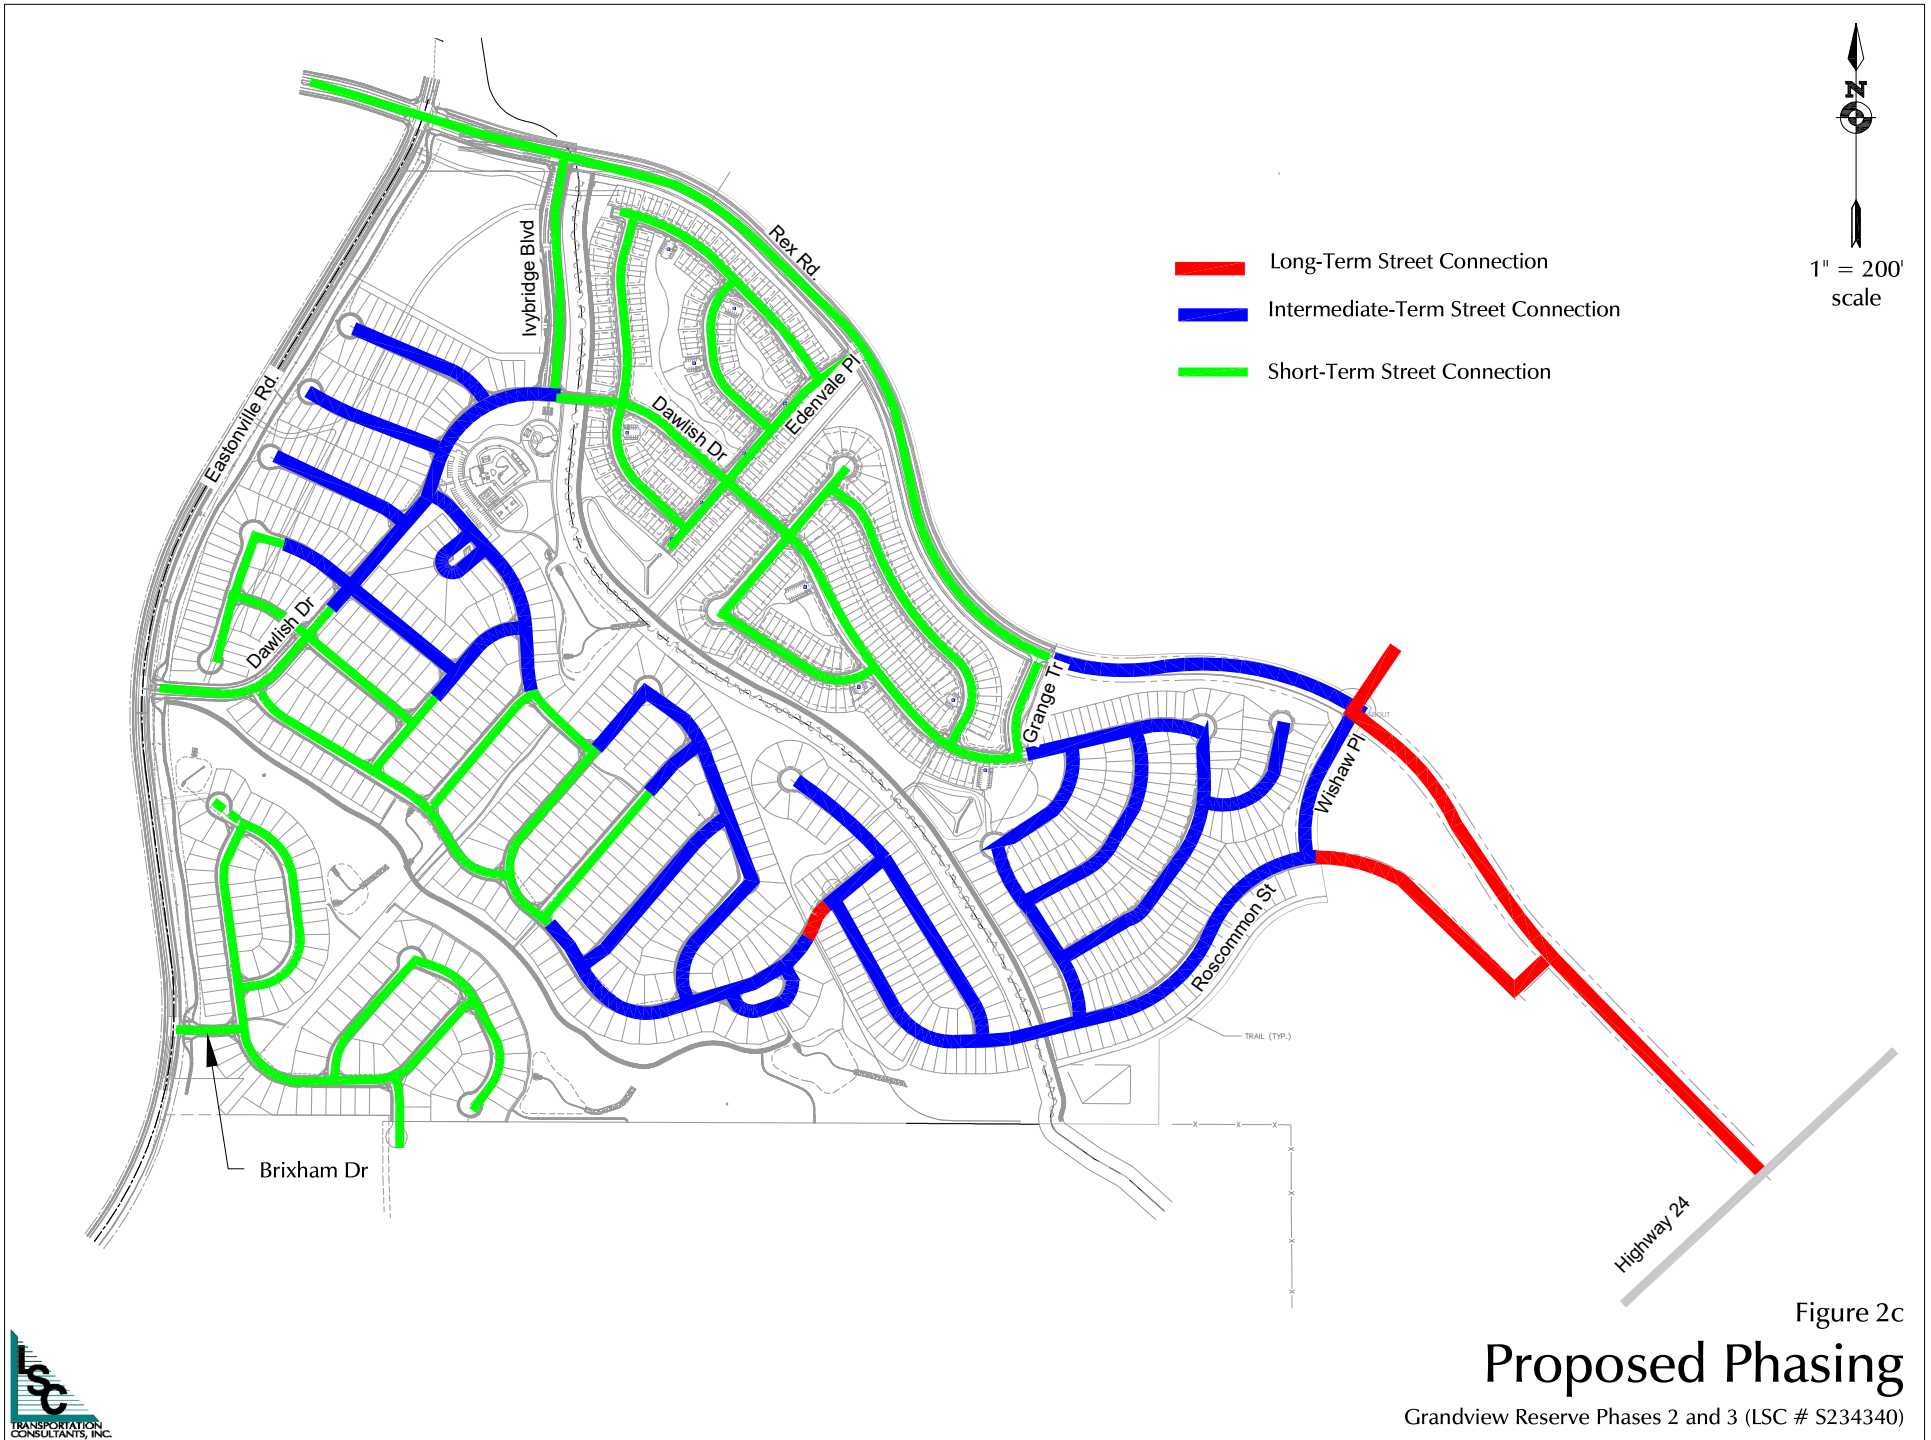 N
1" = 200'
scale
Long-Term Street Connection
Intermediate-Term Street Connection
Short-Term Street Connection
Rex Rd.
Ivybridge Blvd
Eastonville Rd.
Dawlish Dr
Edenvale Pl
Dawlish Dr
Grange Tr
Wishaw Pl
Roscommon St
TRAIL (TYP.)
Brixham Dr
Highway 24
Figure 2c
Proposed Phasing
Grandview Reserve Phases 2 and 3 (LSC # S234340)
LSC
TRANSPORTATION
CONSULTANTS, INC.